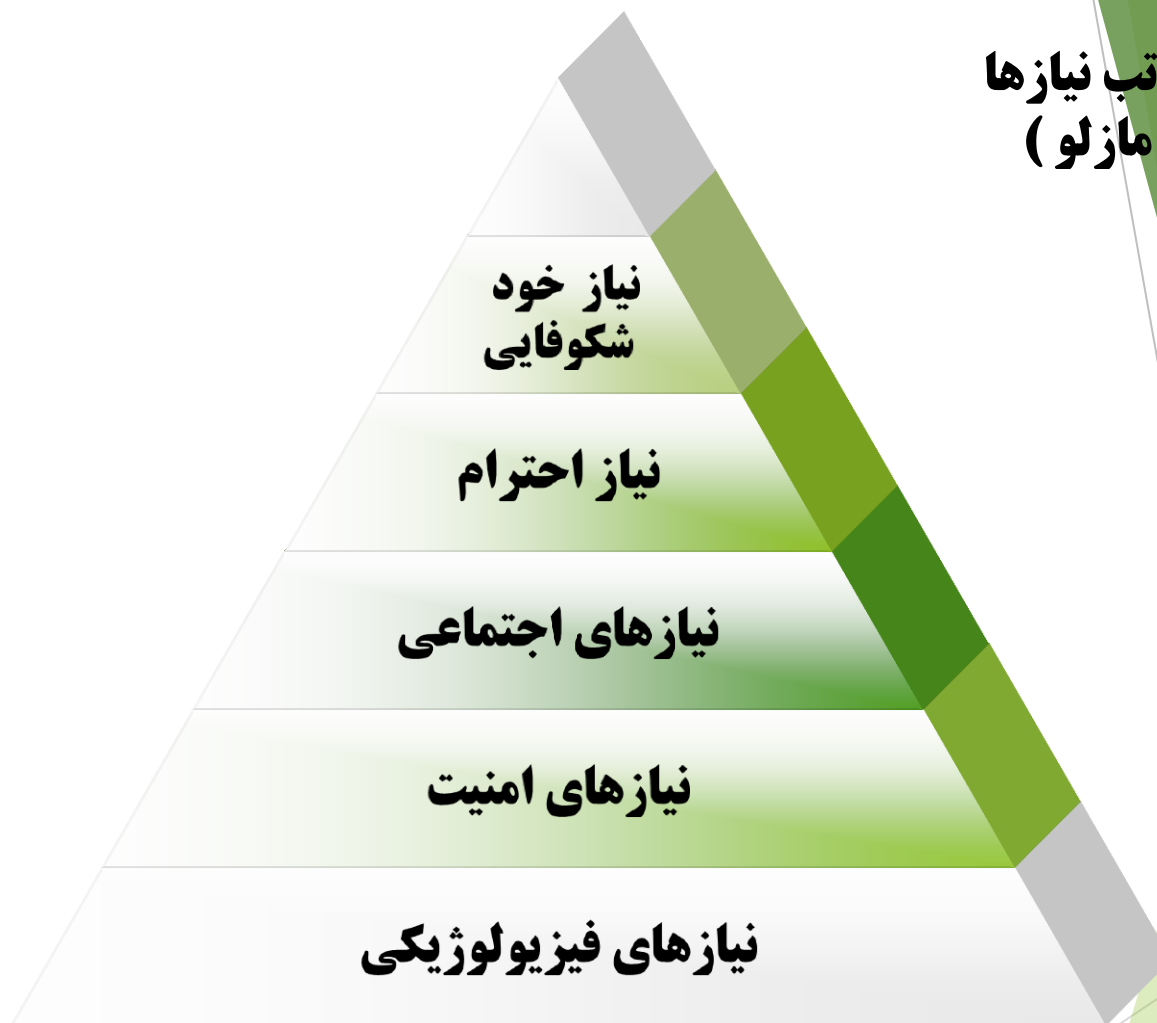 تب نیازها
مازلو )
نیاز خود
شکوفایی
نیاز احترام
نیازهای اجتماعی
نیازهای امنیت
نیازهای فیزیولوژیکی